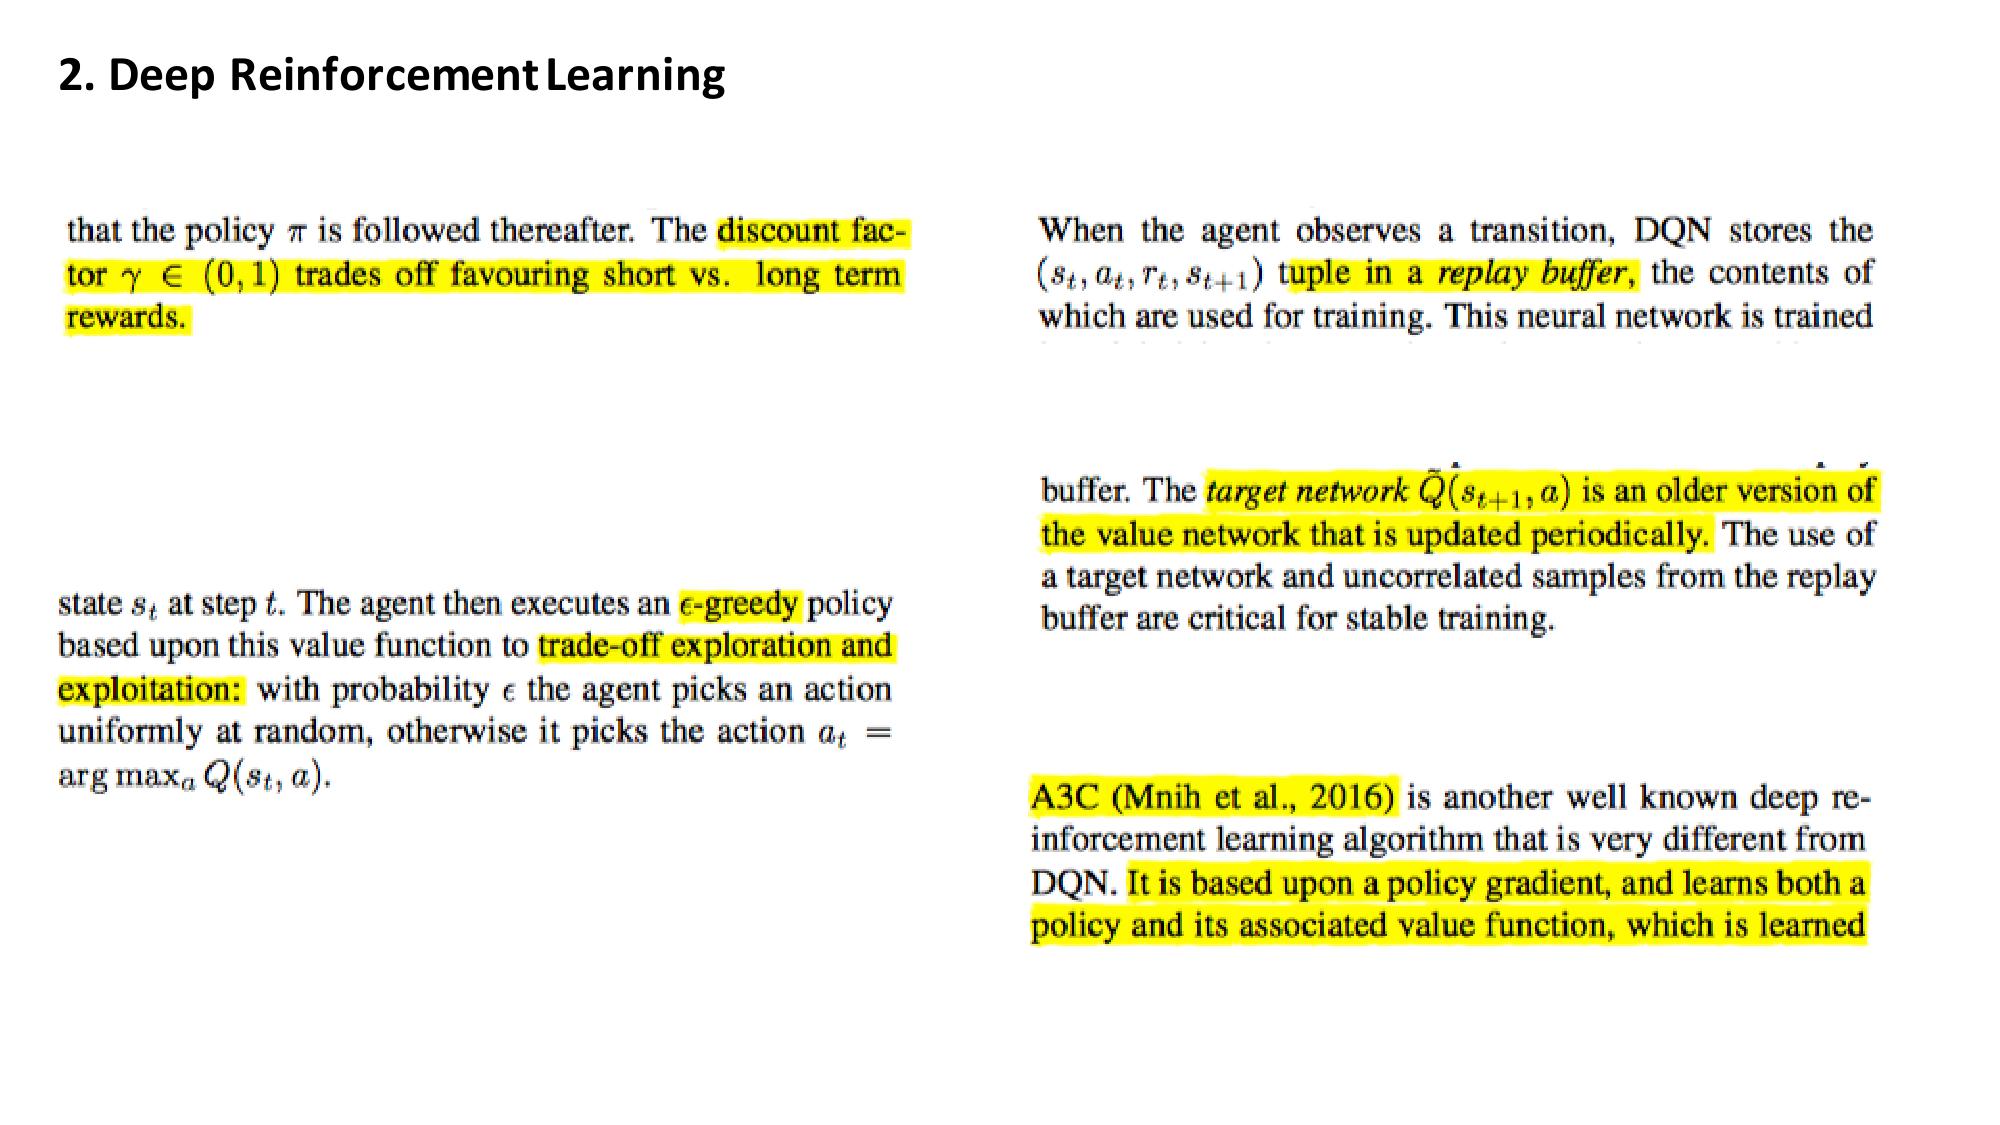 2. Deep Reinforcement Learning
that the policy π is followed thereafter. The discount fac-
tor γ ∈ (0, 1) trades off favouring short vs. long term
rewards.
state s_t at step t. The agent then executes an ϵ-greedy policy
based upon this value function to trade-off exploration and
exploitation: with probability ϵ the agent picks an action
uniformly at random, otherwise it picks the action a_t =
arg max_a Q(s_t, a).
When the agent observes a transition, DQN stores the
(s_t, a_t, r_t, s_{t+1}) tuple in a replay buffer, the contents of
which are used for training. This neural network is trained
buffer. The target network Q̃(s_{t+1}, a) is an older version of
the value network that is updated periodically. The use of
a target network and uncorrelated samples from the replay
buffer are critical for stable training.
A3C (Mnih et al., 2016) is another well known deep re-
inforcement learning algorithm that is very different from
DQN. It is based upon a policy gradient, and learns both a
policy and its associated value function, which is learned